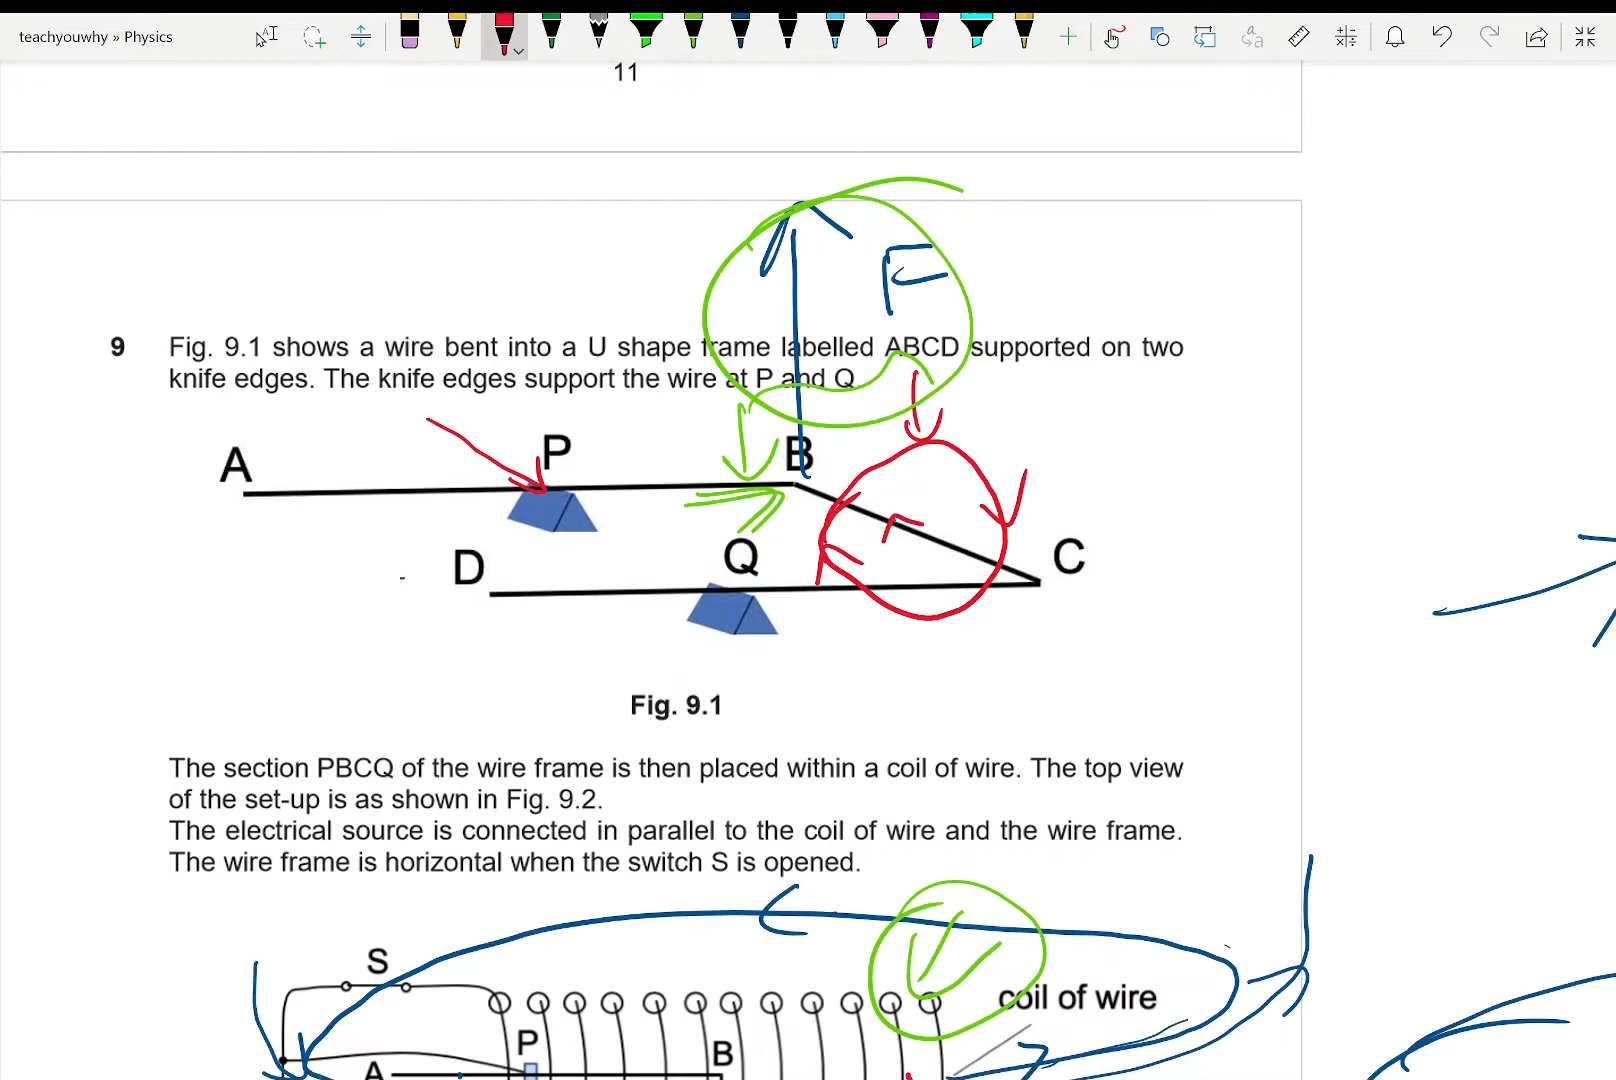 teachyouwhy » Physics
11
F
9 Fig. 9.1 shows a wire bent into a U shape frame labelled ABCD supported on two
knife edges. The knife edges support the wire at P and Q.
A
P
B
D
Q
C
Fig. 9.1
The section PBCQ of the wire frame is then placed within a coil of wire. The top view
of the set-up is as shown in Fig. 9.2.
The electrical source is connected in parallel to the coil of wire and the wire frame.
The wire frame is horizontal when the switch S is opened.
S
coil of wire
P
B
A